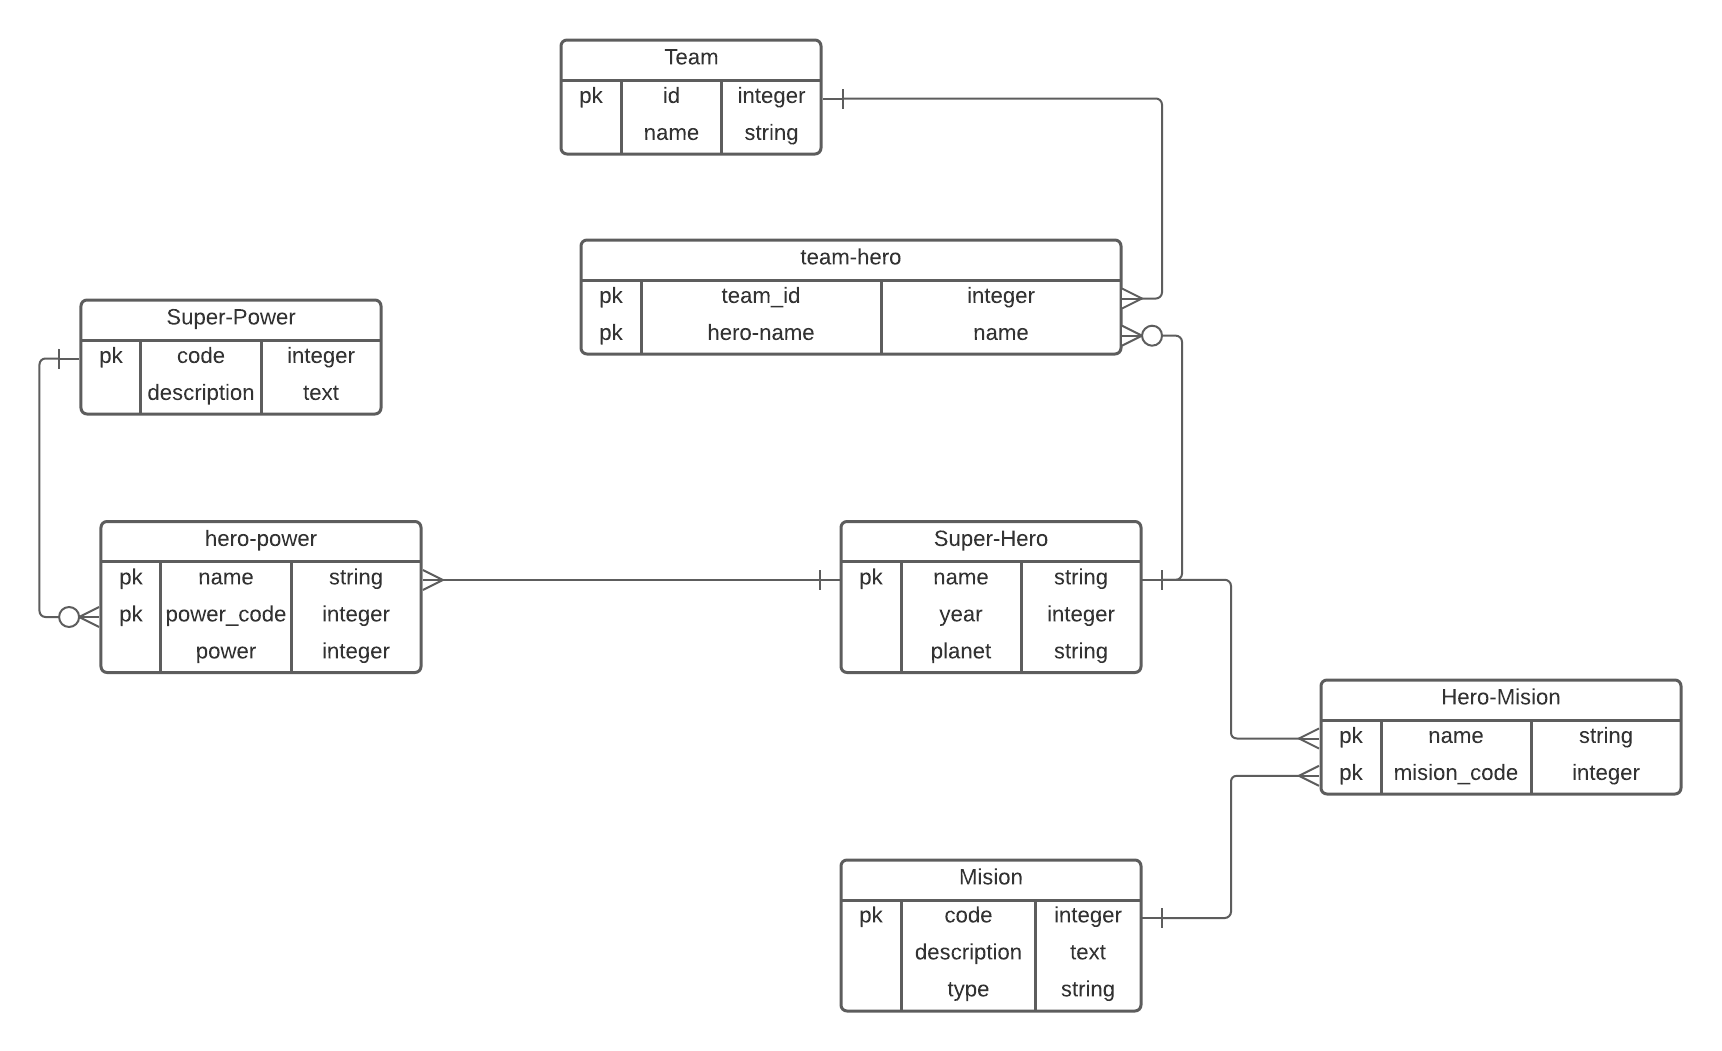 Team
pk id integer
name string
team-hero
pk team_id integer
pk hero-name name
Super-Power
pk code integer
description text
hero-power
pk name string
pk power_code integer
power integer
Super-Hero
pk name string
year integer
planet string
Hero-Mision
pk name string
pk mision_code integer
Mision
pk code integer
description text
type string